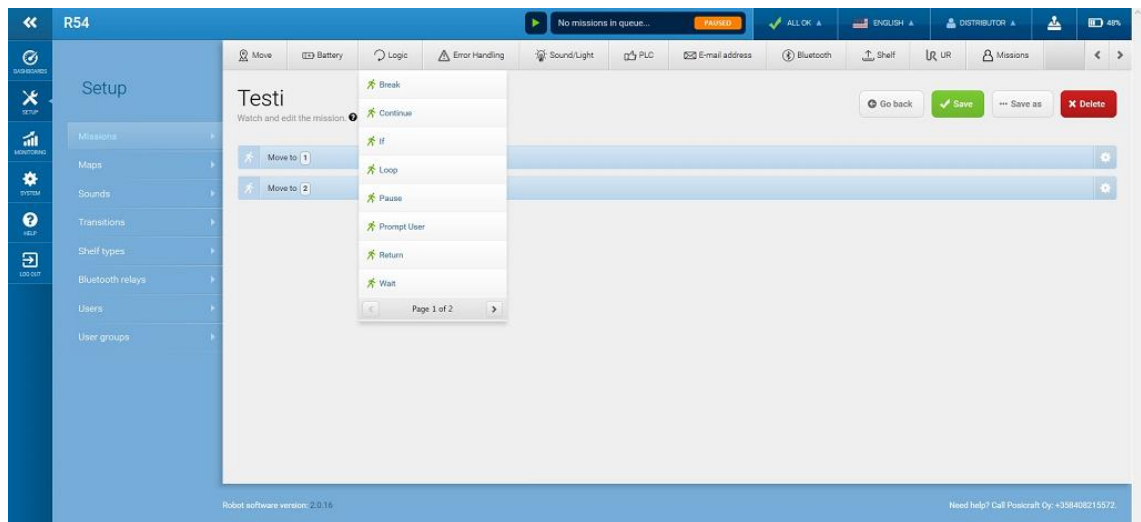 R54
No missions in queue...
PAUSED
ALL OK
ENGLISH
DISTRIBUTOR
48%
DASHBOARDS
SETUP
MONITORING
SYSTEM
HELP
LOG OUT
Setup
Missions
Maps
Sounds
Transitions
Shelf types
Bluetooth relays
Users
User groups
Move
Battery
Logic
Error Handling
Sound/Light
PLC
E-mail address
Bluetooth
Shelf
UR UR
Missions
Testi
Watch and edit the mission.
Go back
Save
Save as
Delete
Move to 1
Move to 2
Break
Continue
If
Loop
Pause
Prompt User
Return
Wait
Page 1 of 2
Robot software version: 2.0.16
Need help? Call Posicraft Oy: +358408215572.